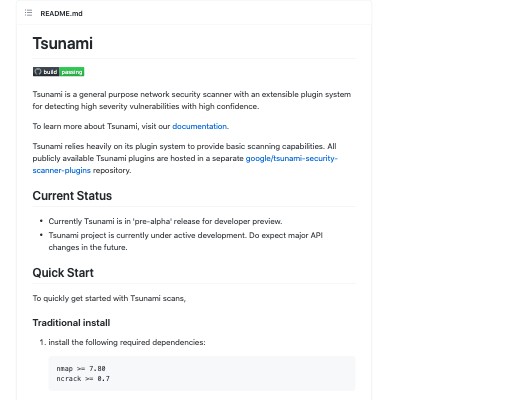 README.md
Tsunami
build passing
Tsunami is a general purpose network security scanner with an extensible plugin system
for detecting high severity vulnerabilities with high confidence.
To learn more about Tsunami, visit our documentation.
Tsunami relies heavily on its plugin system to provide basic scanning capabilities. All
publicly available Tsunami plugins are hosted in a separate google/tsunami-security-
scanner-plugins repository.
Current Status
• Currently Tsunami is in 'pre-alpha' release for developer preview.
• Tsunami project is currently under active development. Do expect major API
changes in the future.
Quick Start
To quickly get started with Tsunami scans,
Traditional install
1. install the following required dependencies:
nmap >= 7.80
ncrack >= 0.7